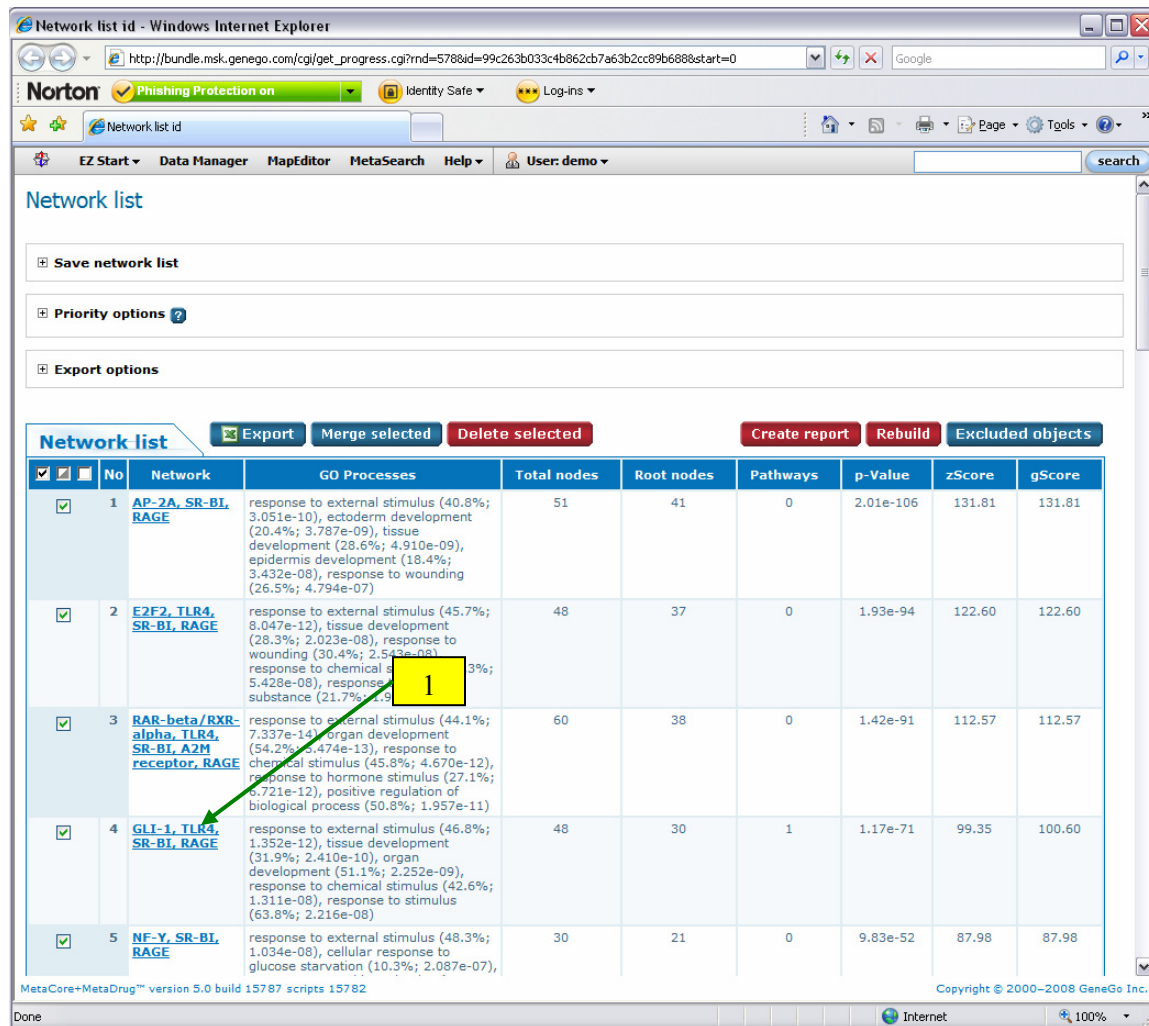 Network list id - Windows Internet Explorer
http://bundle.msk.genego.com/cgi/get_progress.cgi?rnd=578&id=99c263b033c4b862cb7a63b2cc89b688&start=0
Google
Norton Phishing Protection on Identity Safe Log-ins
Network list id
Page Tools
EZ Start Data Manager MapEditor MetaSearch Help User: demo search
Network list
Save network list
Priority options ?
Export options
Network list Export Merge selected Delete selected Create report Rebuild Excluded objects
No Network GO Processes Total nodes Root nodes Pathways p-Value zScore gScore
1 AP-2A, SR-BI, response to external stimulus (40.8%; 51 41 0 2.01e-106 131.81 131.81
RAGE 3.051e-10), ectoderm development
(20.4%; 3.787e-09), tissue
development (28.6%; 4.910e-09),
epidermis development (18.4%;
3.432e-08), response to wounding
(26.5%; 4.794e-07)
2 E2F2, TLR4, response to external stimulus (45.7%; 48 37 0 1.93e-94 122.60 122.60
SR-BI, RAGE 8.047e-12), tissue development
(28.3%; 2.023e-08), response to
wounding (30.4%; 2.543e-08)
response to chemical 3%;
5.428e-08), response
substance (21.7%;
1
3 RAR-beta/RXR- response to external stimulus (44.1%; 60 38 0 1.42e-91 112.57 112.57
alpha, TLR4, 7.337e-14), organ development
SR-BI, A2M (54.2%; 5.474e-13), response to
receptor, RAGE chemical stimulus (45.8%; 4.670e-12),
response to hormone stimulus (27.1%;
6.721e-12), positive regulation of
biological process (50.8%; 1.957e-11)
4 GLI-1, TLR4, response to external stimulus (46.8%; 48 30 1 1.17e-71 99.35 100.60
SR-BI, RAGE 1.352e-12), tissue development
(31.9%; 2.410e-10), organ
development (51.1%; 2.252e-09),
response to chemical stimulus (42.6%;
1.311e-08), response to stimulus
(63.8%; 2.216e-08)
5 NF-Y, SR-BI, response to external stimulus (48.3%; 30 21 0 9.83e-52 87.98 87.98
RAGE 1.034e-08), cellular response to
glucose starvation (10.3%; 2.087e-07),
MetaCore+MetaDrug™ version 5.0 build 15787 scripts 15782 Copyright © 2000–2008 GeneGo Inc.
Done Internet 100%